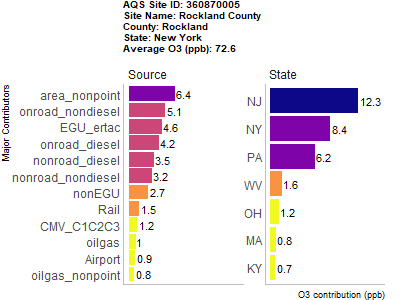 AQS Site ID: 360870005
Site Name: Rockland County
County: Rockland
State: New York
Average O3 (ppb): 72.6
Major Contributors
Source
area_nonpoint 6.4
onroad_nondiesel 5.1
EGU_ertac 4.6
onroad_diesel 4.2
nonroad_diesel 3.5
nonroad_nondiesel 3.2
nonEGU 2.7
Rail 1.5
CMV_C1C2C3 1.2
oilgas 1
Airport 0.9
oilgas_nonpoint 0.8
State
NJ 12.3
NY 8.4
PA 6.2
WV 1.6
OH 1.2
MA 0.8
KY 0.7
O3 contribution (ppb)